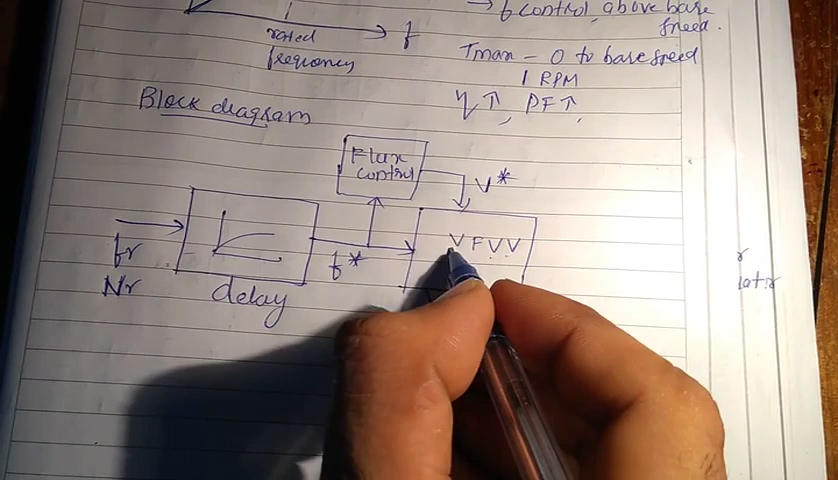 → f control, above base
speed.
rated
frequency
f
Tmax - 0 to base speed
1 RPM
η ↑, PF ↑,
Block diagram
Flux
control
V*
VFVV
fr
f*
Nr
delay